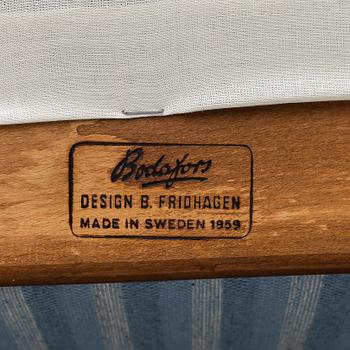 Bodafors
DESIGN B. FRIDHAGEN
MADE IN SWEDEN 1959